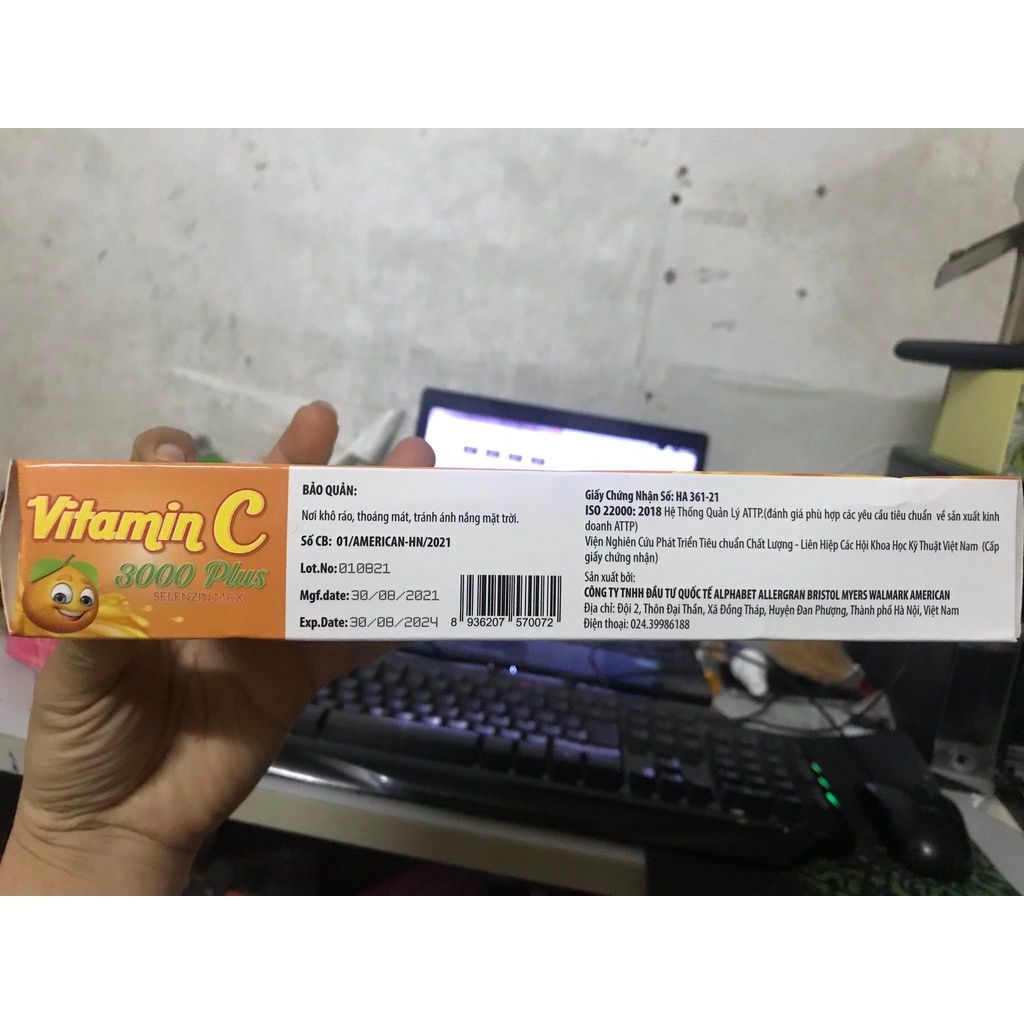 Vitamin C
3000 Plus
SELENZIN MAX
BẢO QUẢN:
Nơi khô ráo, thoáng mát, tránh ánh nắng mặt trời.
Số CB: 01/AMERICAN-HN/2021
Lot.No: 010821
Mfg.date: 30/08/2021
Exp.Date: 30/08/2024
8 936207 570072
Giấy Chứng Nhận Số: HA 361-21
ISO 22000: 2018 Hệ Thống Quản Lý ATTP.(đánh giá phù hợp các yêu cầu tiêu chuẩn về sản xuất kinh
doanh ATTP)
Viện Nghiên Cứu Phát Triển Tiêu chuẩn Chất Lượng - Liên Hiệp Các Hội Khoa Học Kỹ Thuật Việt Nam (Cấp
giấy chứng nhận)
Sản xuất bởi:
CÔNG TY TNHH ĐẦU TƯ QUỐC TẾ ALPHABET ALLERGRAN BRISTOL MYERS WALMARK AMERICAN
Địa chỉ: Đội 2, Thôn Đại Thần, Xã Đồng Tháp, Huyện Đan Phượng, Thành phố Hà Nội, Việt Nam
Điện thoại: 024.39986188